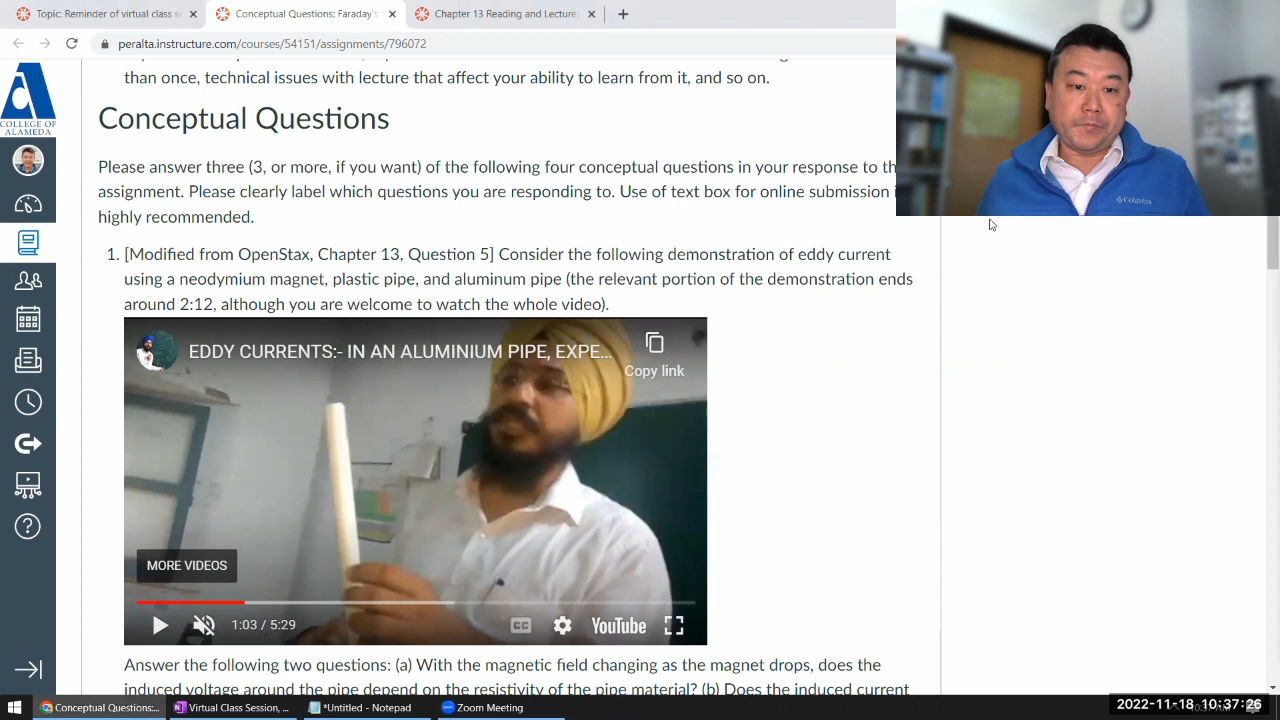 Topic: Reminder of virtual class s
Conceptual Questions: Faraday's
Chapter 13 Reading and Lecture
peralta.instructure.com/courses/54151/assignments/796072
than once, technical issues with lecture that affect your ability to learn from it, and so on.
COLLEGE OF
ALAMEDA
Conceptual Questions
Please answer three (3, or more, if you want) of the following four conceptual questions in your response to th
assignment. Please clearly label which questions you are responding to. Use of text box for online submission
highly recommended.
Columbia
1. [Modified from OpenStax, Chapter 13, Question 5] Consider the following demonstration of eddy current
using a neodymium magnet, plastic pipe, and aluminum pipe (the relevant portion of the demonstration ends
around 2:12, although you are welcome to watch the whole video).
EDDY CURRENTS:- IN AN ALUMINIUM PIPE, EXPE...
Copy link
MORE VIDEOS
1:03 / 5:29
CC
YouTube
Answer the following two questions: (a) With the magnetic field changing as the magnet drops, does the
induced voltage around the pipe depend on the resistivity of the pipe material? (b) Does the induced current
Conceptual Questions:...
Virtual Class Session, ...
*Untitled - Notepad
Zoom Meeting
2022-11-18 10:37:26